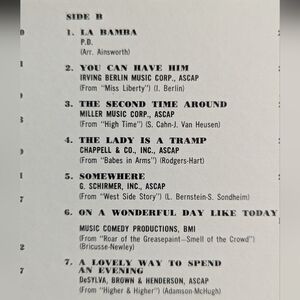 SIDE B
1. LA BAMBA
P.D.
(Arr. Ainsworth)
2. YOU CAN HAVE HIM
IRVING BERLIN MUSIC CORP., ASCAP
(From "Miss Liberty") (I. Berlin)
3. THE SECOND TIME AROUND
MILLER MUSIC CORP., ASCAP
(From "High Time") (S. Cahn-J. Van Heusen)
4. THE LADY IS A TRAMP
CHAPPELL & CO., INC., ASCAP
(From "Babes in Arms") (Rodgers-Hart)
5. SOMEWHERE
G. SCHIRMER, INC., ASCAP
(From "West Side Story") (L. Bernstein-S. Sondheim)
6. ON A WONDERFUL DAY LIKE TODAY
MUSIC COMEDY PRODUCTIONS, BMI
(From "Roar of the Greasepaint—Smell of the Crowd")
(Bricusse-Newley)
7. A LOVELY WAY TO SPEND
AN EVENING
DeSYLVA, BROWN & HENDERSON, ASCAP
(From "Higher & Higher") (Adamson-McHugh)